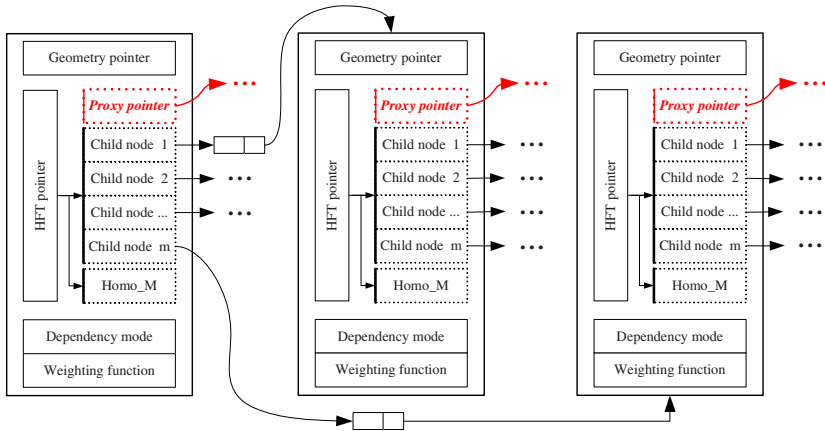 Geometry pointer
HFT pointer
Proxy pointer
Child node 1
Child node 2
Child node ...
Child node m
Homo_M
Dependency mode
Weighting function
Geometry pointer
HFT pointer
Proxy pointer
Child node 1
Child node 2
Child node ...
Child node m
Homo_M
Dependency mode
Weighting function
Geometry pointer
HFT pointer
Proxy pointer
Child node 1
Child node 2
Child node ...
Child node m
Homo_M
Dependency mode
Weighting function